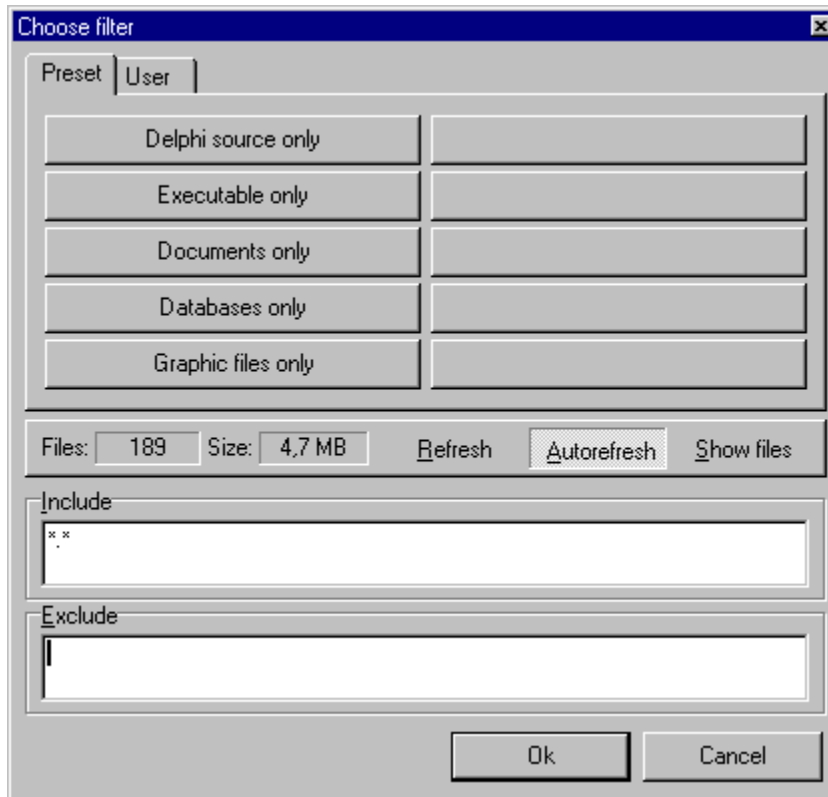 Choose filter
Preset User
Delphi source only
Executable only
Documents only
Databases only
Graphic files only
Files: 189 Size: 4,7 MB Refresh Autorefresh Show files
Include
*.*
Exclude
Ok Cancel